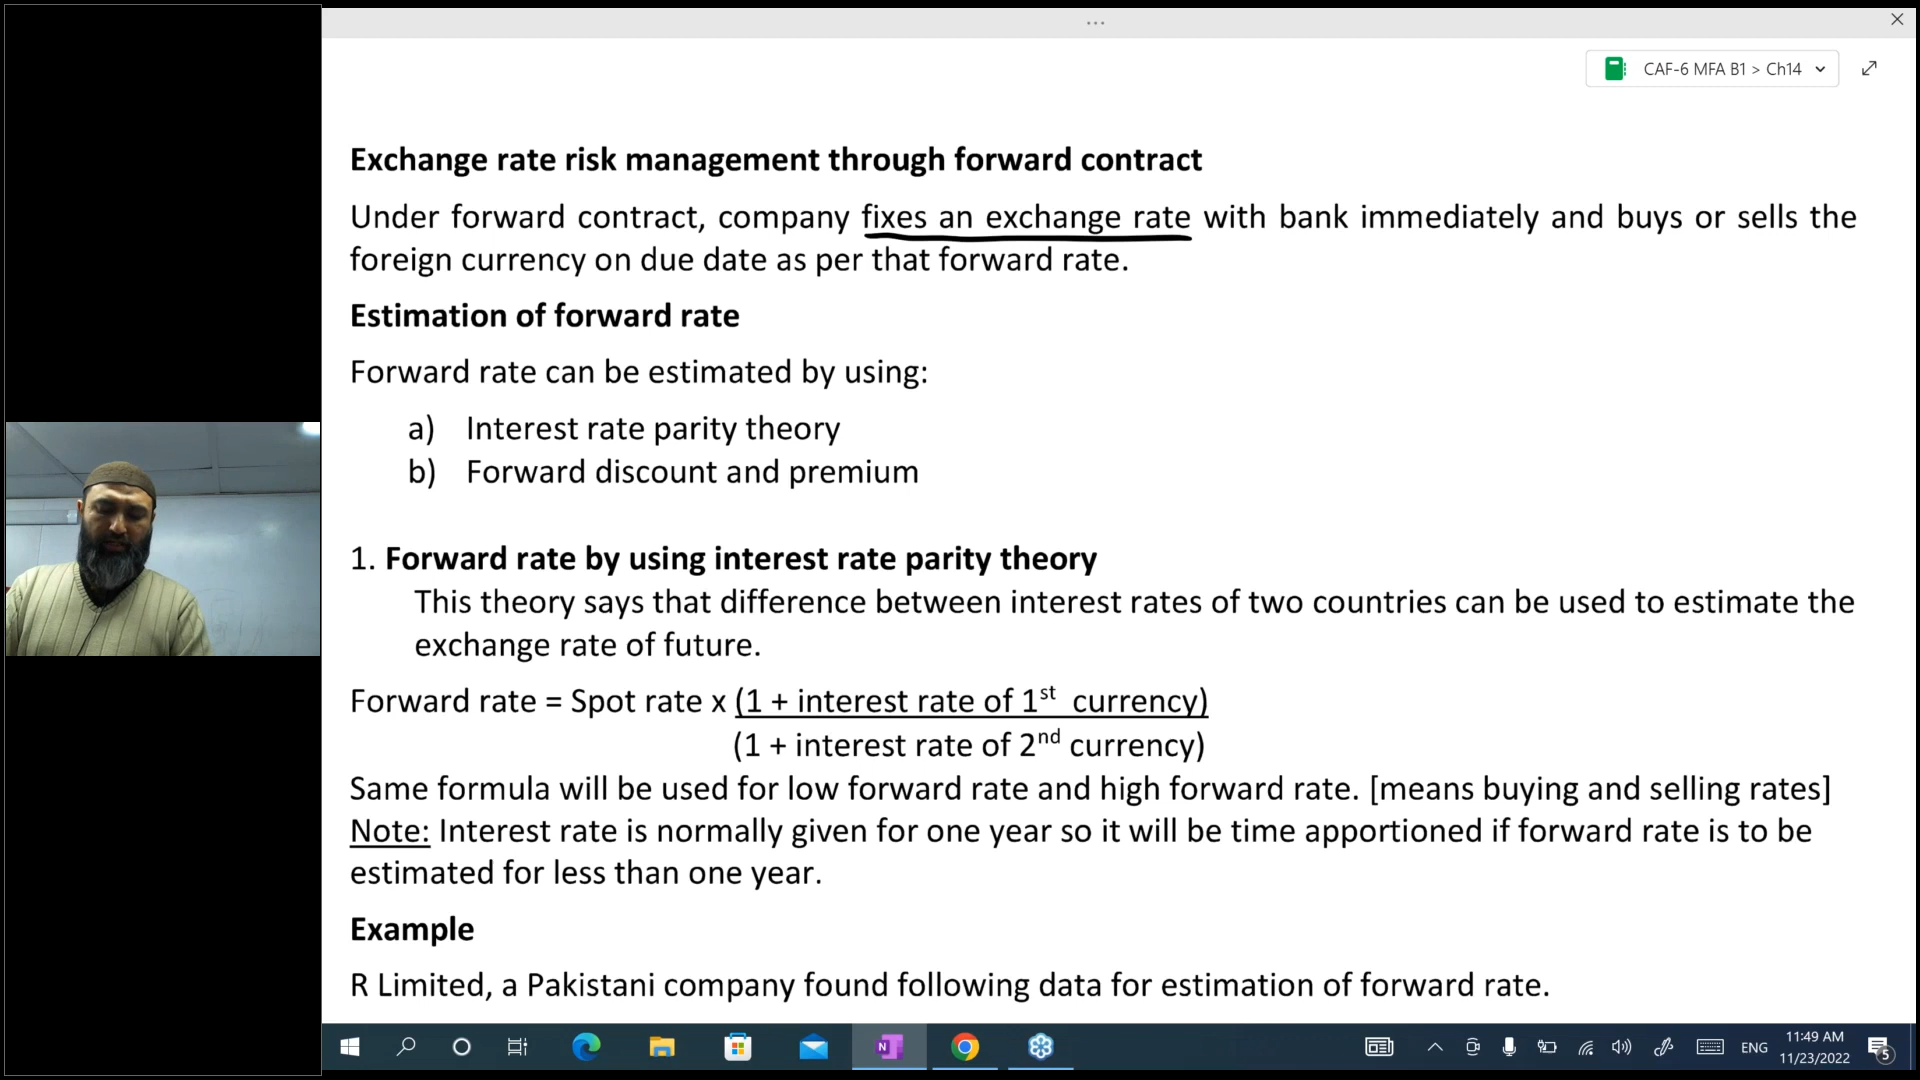 CAF-6 MFA B1 > Ch14
Exchange rate risk management through forward contract
Under forward contract, company fixes an exchange rate with bank immediately and buys or sells the
foreign currency on due date as per that forward rate.
Estimation of forward rate
Forward rate can be estimated by using:
a) Interest rate parity theory
b) Forward discount and premium
1. Forward rate by using interest rate parity theory
This theory says that difference between interest rates of two countries can be used to estimate the
exchange rate of future.
Forward rate = Spot rate x (1 + interest rate of 1st currency)
(1 + interest rate of 2nd currency)
Same formula will be used for low forward rate and high forward rate. [means buying and selling rates]
Note: Interest rate is normally given for one year so it will be time apportioned if forward rate is to be
estimated for less than one year.
Example
R Limited, a Pakistani company found following data for estimation of forward rate.
ENG
11:49 AM
11/23/2022
5